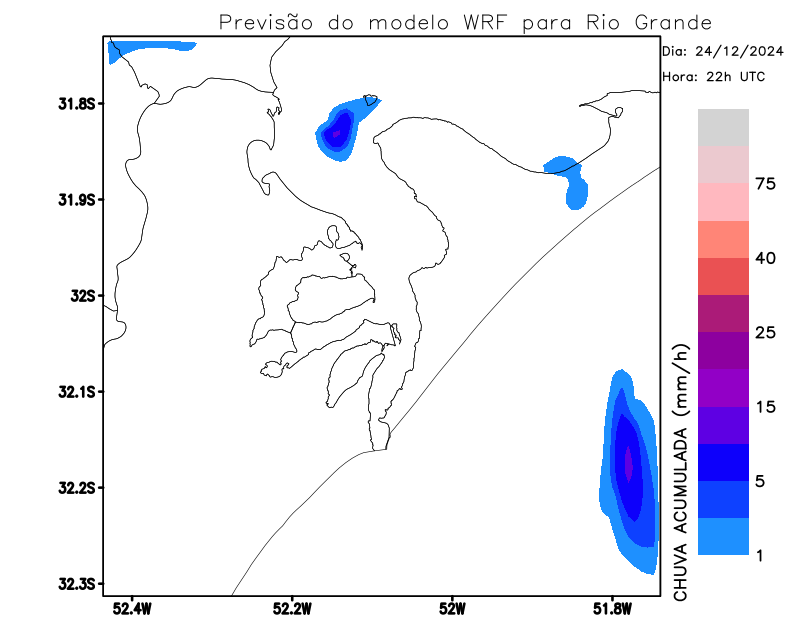 Previsão do modelo WRF para Rio Grande
Dia: 24/12/2024
Hora: 22h UTC
31.8S
31.9S
32S
32.1S
32.2S
32.3S
52.4W 52.2W 52W 51.8W
75
40
25
15
5
1
CHUVA ACUMULADA (mm/h)